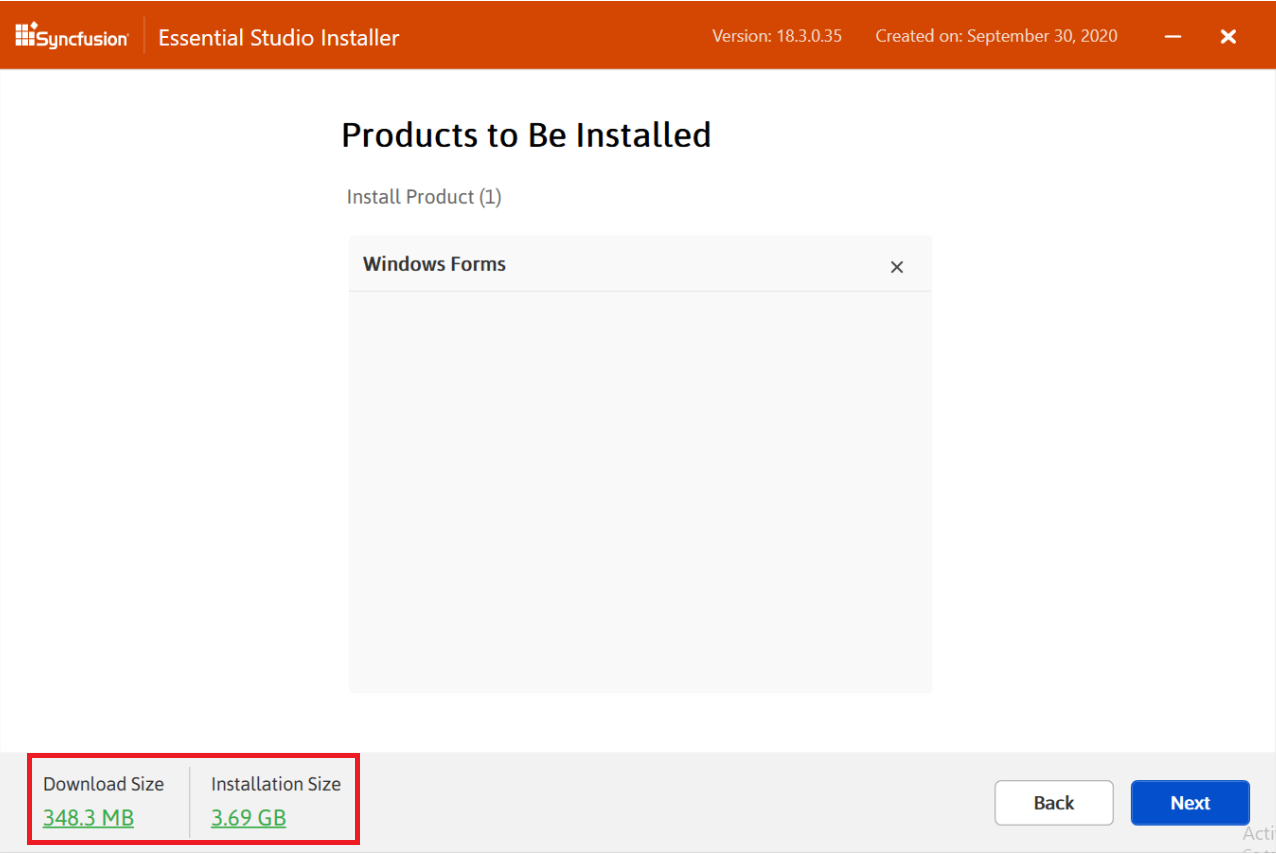 Syncfusion Essential Studio Installer Version: 18.3.0.35 Created on: September 30, 2020
Products to Be Installed
Install Product (1)
Windows Forms
Download Size Installation Size
348.3 MB 3.69 GB
Back Next
Acti